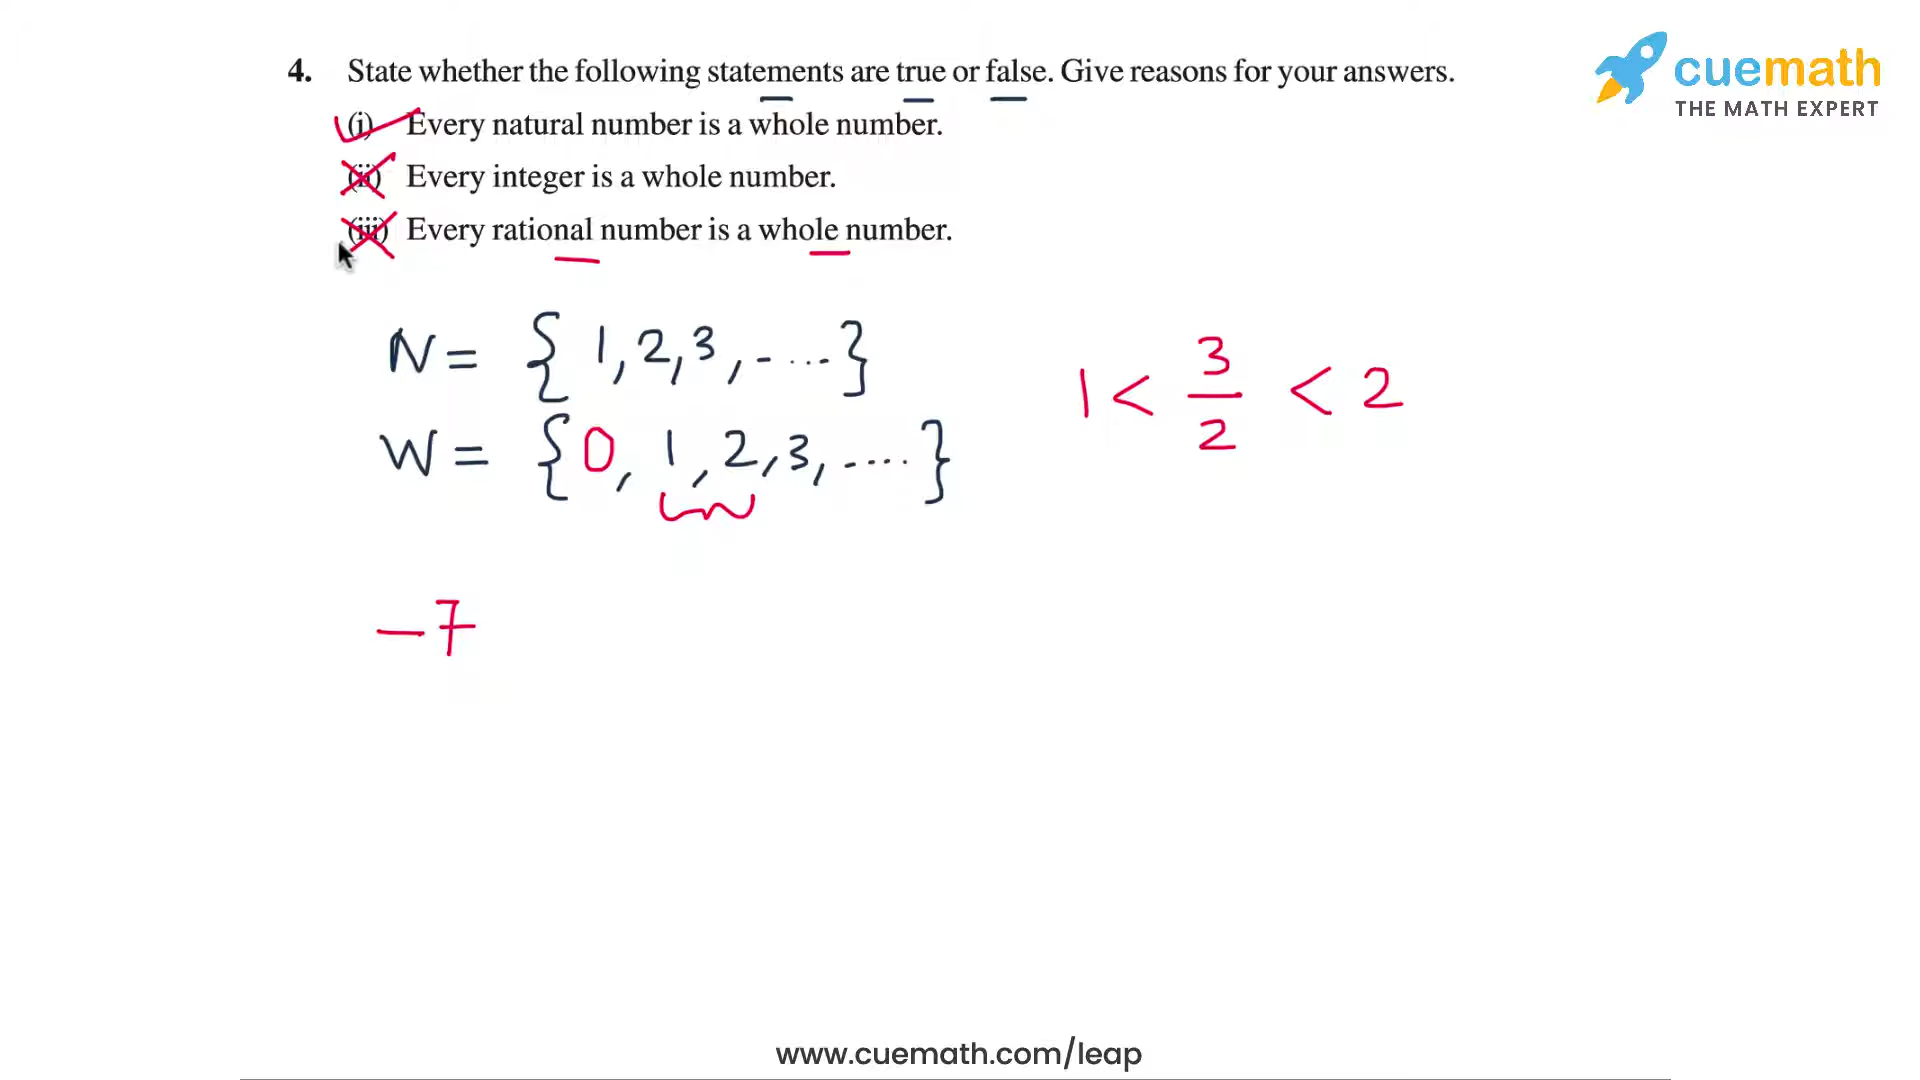 4. State whether the following statements are true or false. Give reasons for your answers.
cuemath
THE MATH EXPERT
(i) Every natural number is a whole number.
(ii) Every integer is a whole number.
(iii) Every rational number is a whole number.
N = { 1, 2, 3, - .... }
W = { 0, 1, 2, 3, ..... }
1 < 3/2 < 2
-7
www.cuemath.com/leap